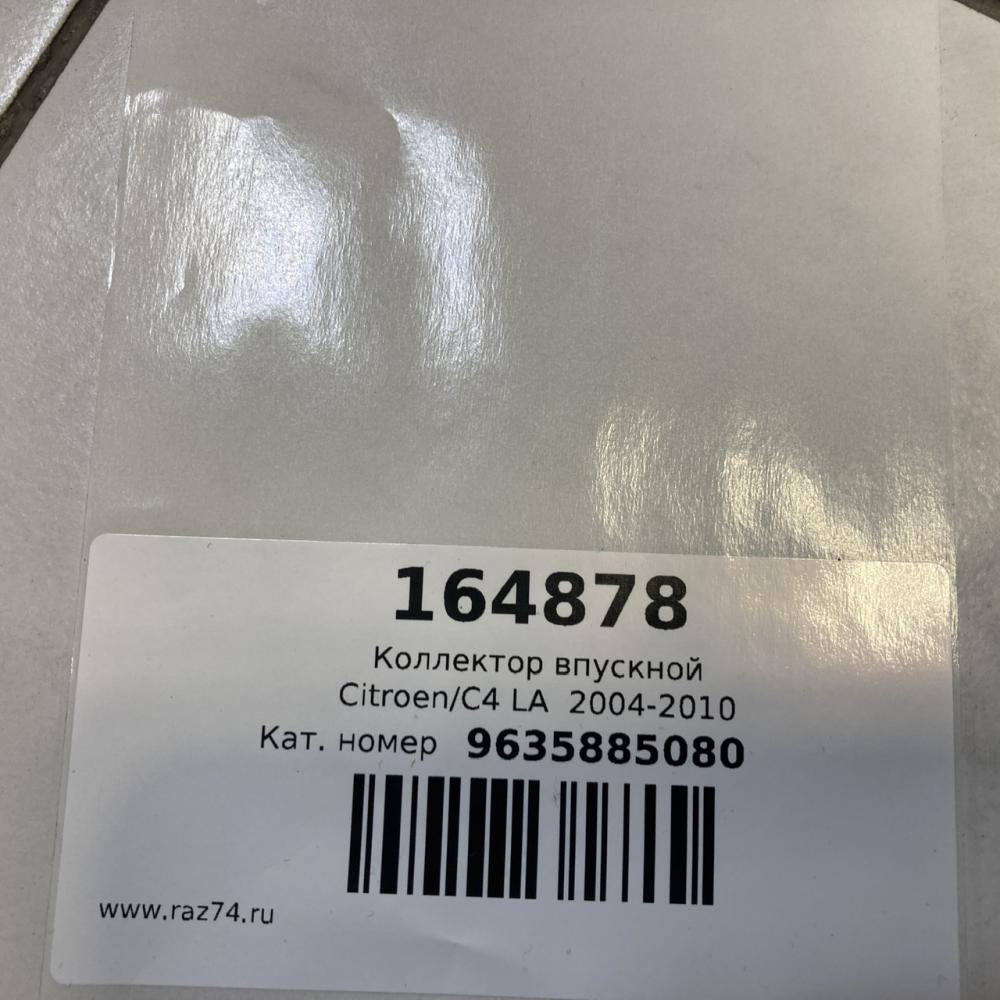 164878
Коллектор впускной
Citroen/C4 LA 2004-2010
Кат. номер 9635885080
www.raz74.ru